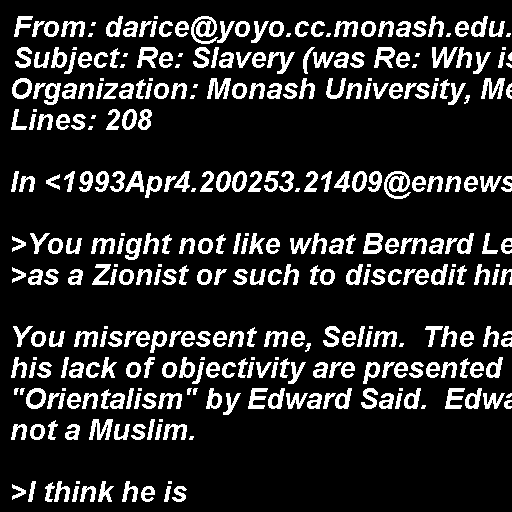 From: darice@yoyo.cc.monash.edu.
Subject: Re: Slavery (was Re: Why is
Organization: Monash University, Me
Lines: 208
In <1993Apr4.200253.21409@ennews
>You might not like what Bernard Le
>as a Zionist or such to discredit him
You misrepresent me, Selim.  The ha
his lack of objectivity are presented
"Orientalism" by Edward Said.  Edwa
not a Muslim.
>I think he is